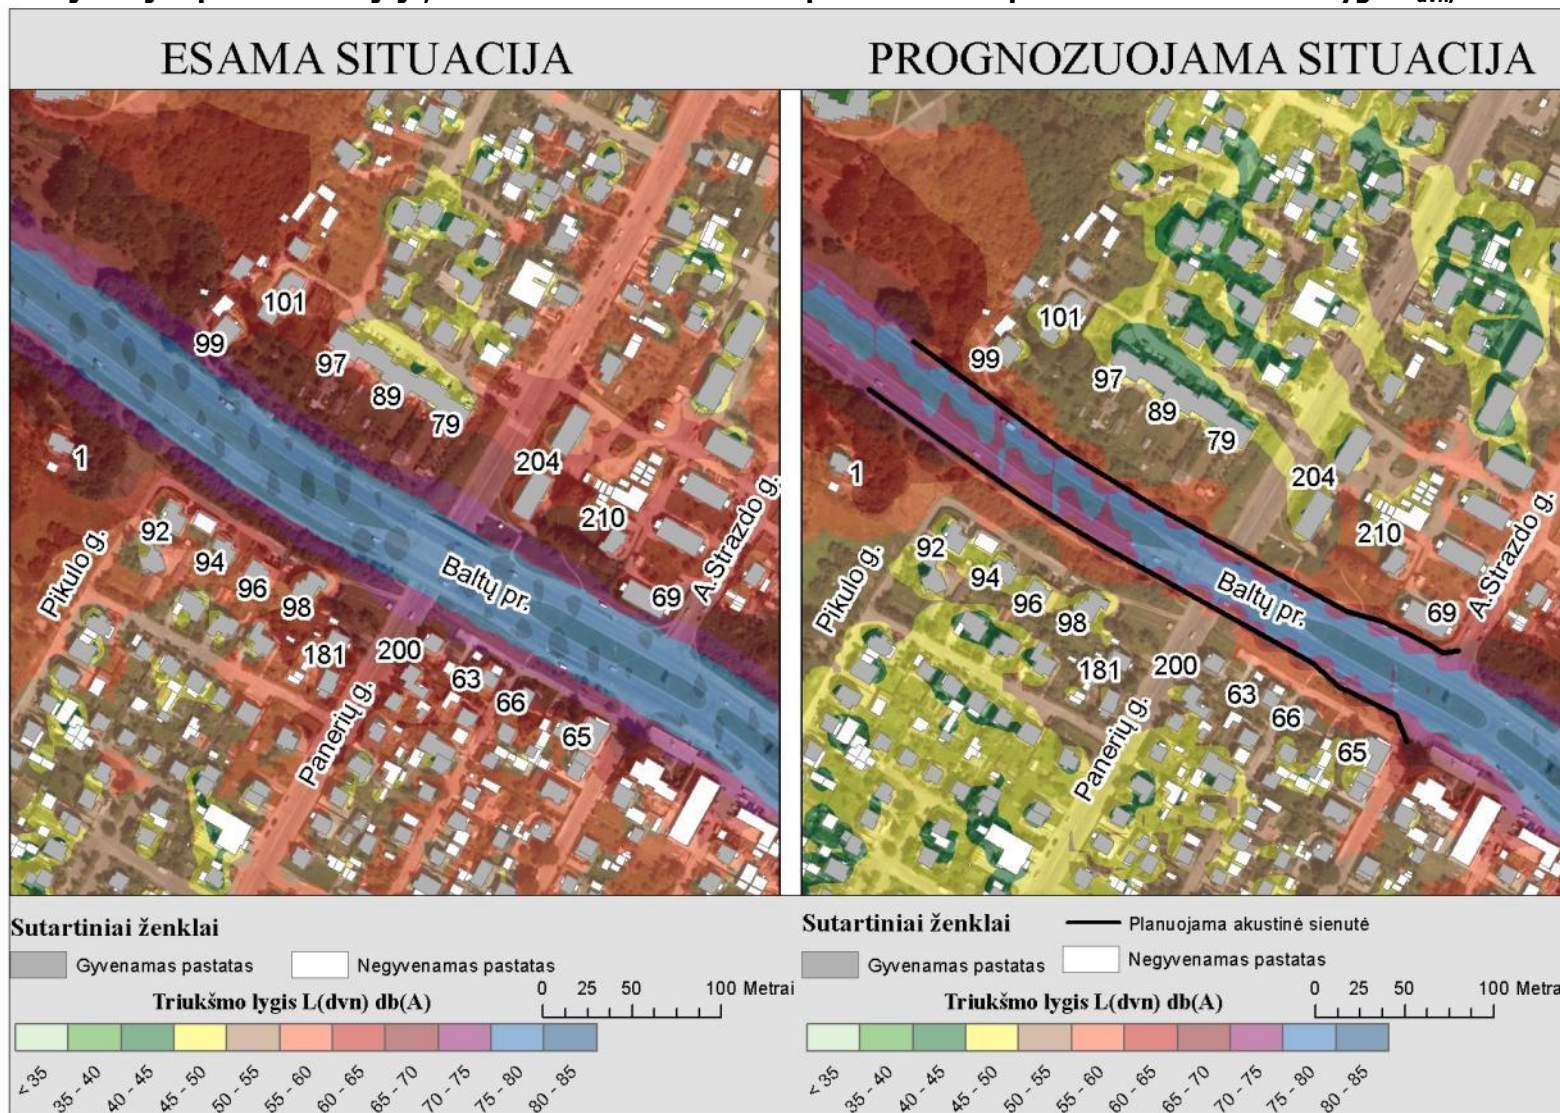 ESAMA SITUACIJA
101
99
97
89
79
1
204
210
92
94
96
98
69
A.Strazdo g.
Pikulo g.
Baltų pr.
181
200
63
66
65
Panerių g.
Sutartiniai ženklai
Gyvenamas pastatas
Negyvenamas pastatas
Triukšmo lygis L(dvn) db(A)
0 25 50 100 Metrai
< 35
35 - 40
40 - 45
45 - 50
50 - 55
55 - 60
60 - 65
65 - 70
70 - 75
75 - 80
80 - 85
PROGNOZUOJAMA SITUACIJA
101
99
97
89
79
1
204
210
92
94
96
98
69
A.Strazdo g.
Pikulo g.
Baltų pr.
181
200
63
66
65
Panerių g.
Sutartiniai ženklai
Planuojama akustinė sienutė
Gyvenamas pastatas
Negyvenamas pastatas
Triukšmo lygis L(dvn) db(A)
0 25 50 100 Metra
< 35
35 - 40
40 - 45
45 - 50
50 - 55
55 - 60
60 - 65
65 - 70
70 - 75
75 - 80
80 - 85